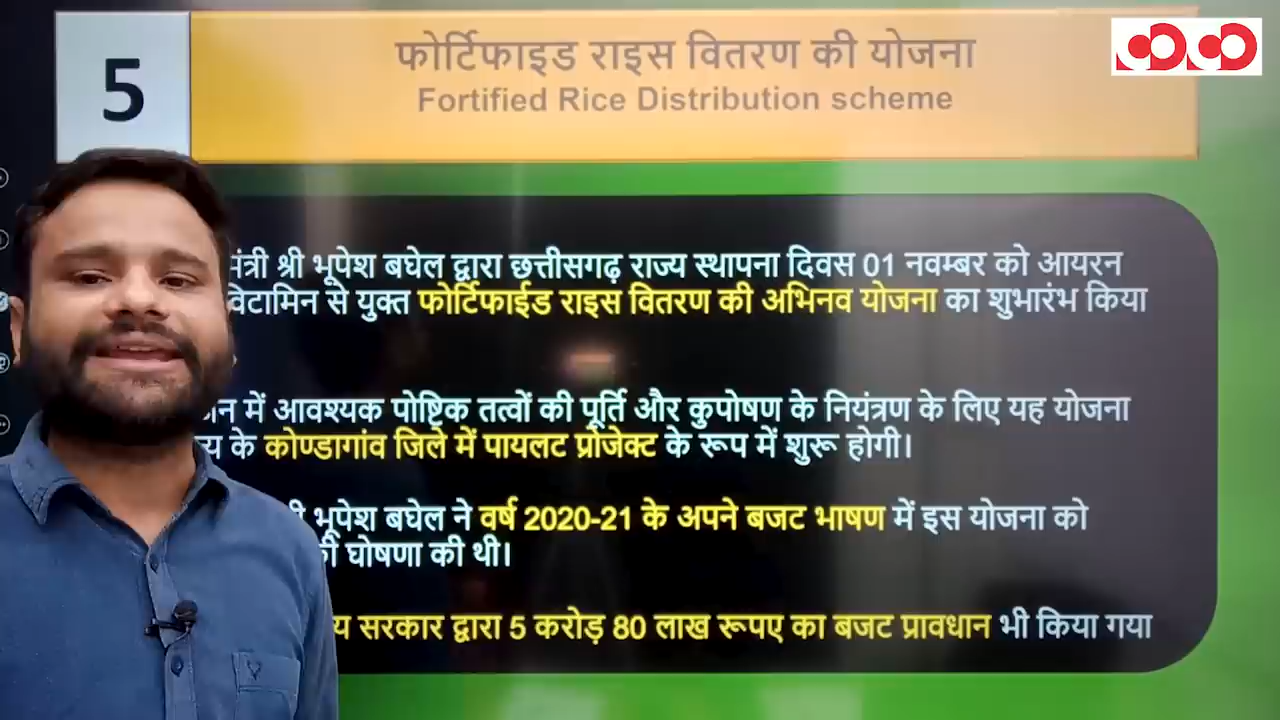 5
फोर्टिफाइड राइस वितरण की योजना
Fortified Rice Distribution scheme
मंत्री श्री भूपेश बघेल द्वारा छत्तीसगढ़ राज्य स्थापना दिवस 01 नवम्बर को आयरन
विटामिन से युक्त फोर्टिफाईड राइस वितरण की अभिनव योजना का शुभारंभ किया
में आवश्यक पोष्टिक तत्वों की पूर्ति और कुपोषण के नियंत्रण के लिए यह योजना
के कोण्डागांव जिले में पायलट प्रोजेक्ट के रूप में शुरू होगी।
भूपेश बघेल ने वर्ष 2020-21 के अपने बजट भाषण में इस योजना को
की घोषणा की थी।
सरकार द्वारा 5 करोड़ 80 लाख रूपए का बजट प्रावधान भी किया गया